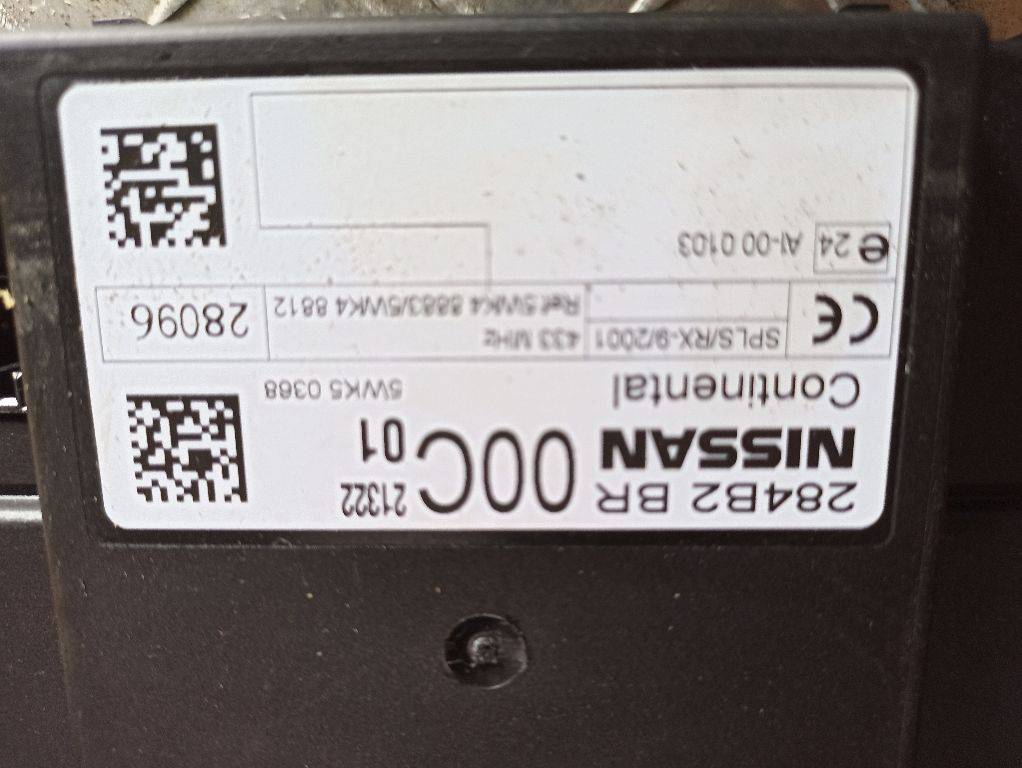 284B2 BR
NISSAN
00C
21322
01
Continental
5WK5 0368
CE
SPLS/RX-9/2001
433 MHz
Ref 5WK4 8883/5WK4 8812
28096
e 24
AI-00 0103